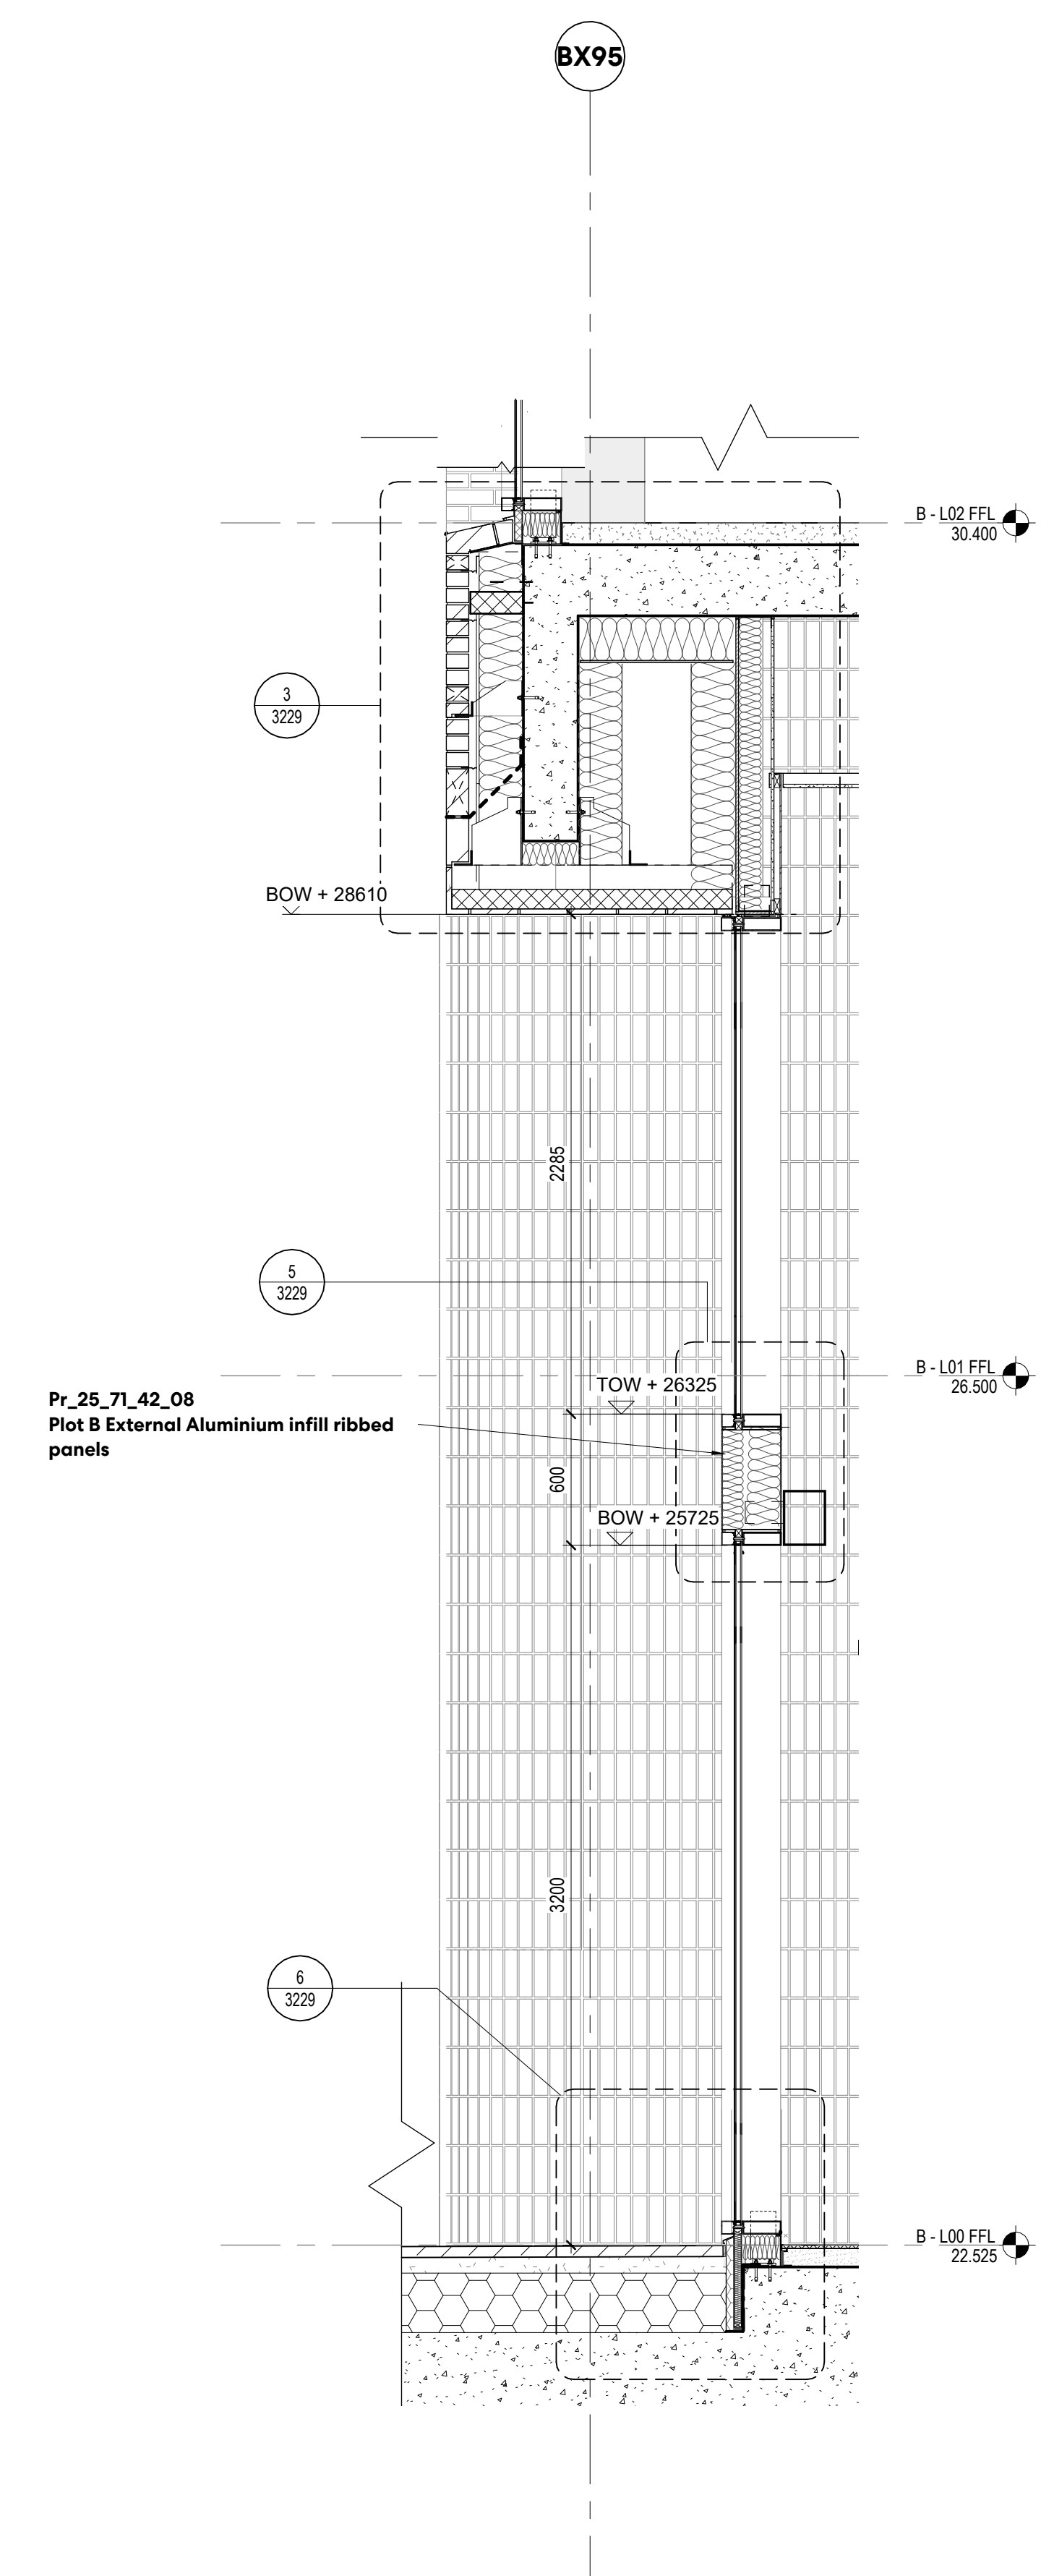 BX95
B - L02 FFL
30.400
3
3229
BOW + 28610
2285
5
3229
B - L01 FFL
26.500
TOW + 26325
Pr_25_71_42_08
Plot B External Aluminium infill ribbed
panels
600
BOW + 25725
3200
6
3229
B - L00 FFL
22.525